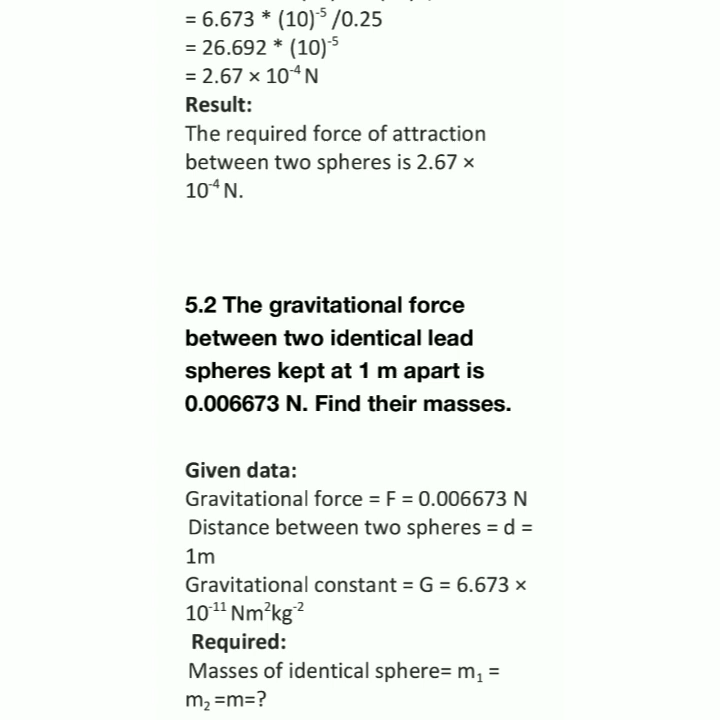 = 6.673 * (10)⁻⁵ /0.25
= 26.692 * (10)⁻⁵
= 2.67 × 10⁻⁴ N
Result:
The required force of attraction
between two spheres is 2.67 ×
10⁻⁴ N.
5.2 The gravitational force
between two identical lead
spheres kept at 1 m apart is
0.006673 N. Find their masses.
Given data:
Gravitational force = F = 0.006673 N
Distance between two spheres = d =
1m
Gravitational constant = G = 6.673 ×
10⁻¹¹ Nm²kg⁻²
Required:
Masses of identical sphere= m₁ =
m₂ =m=?